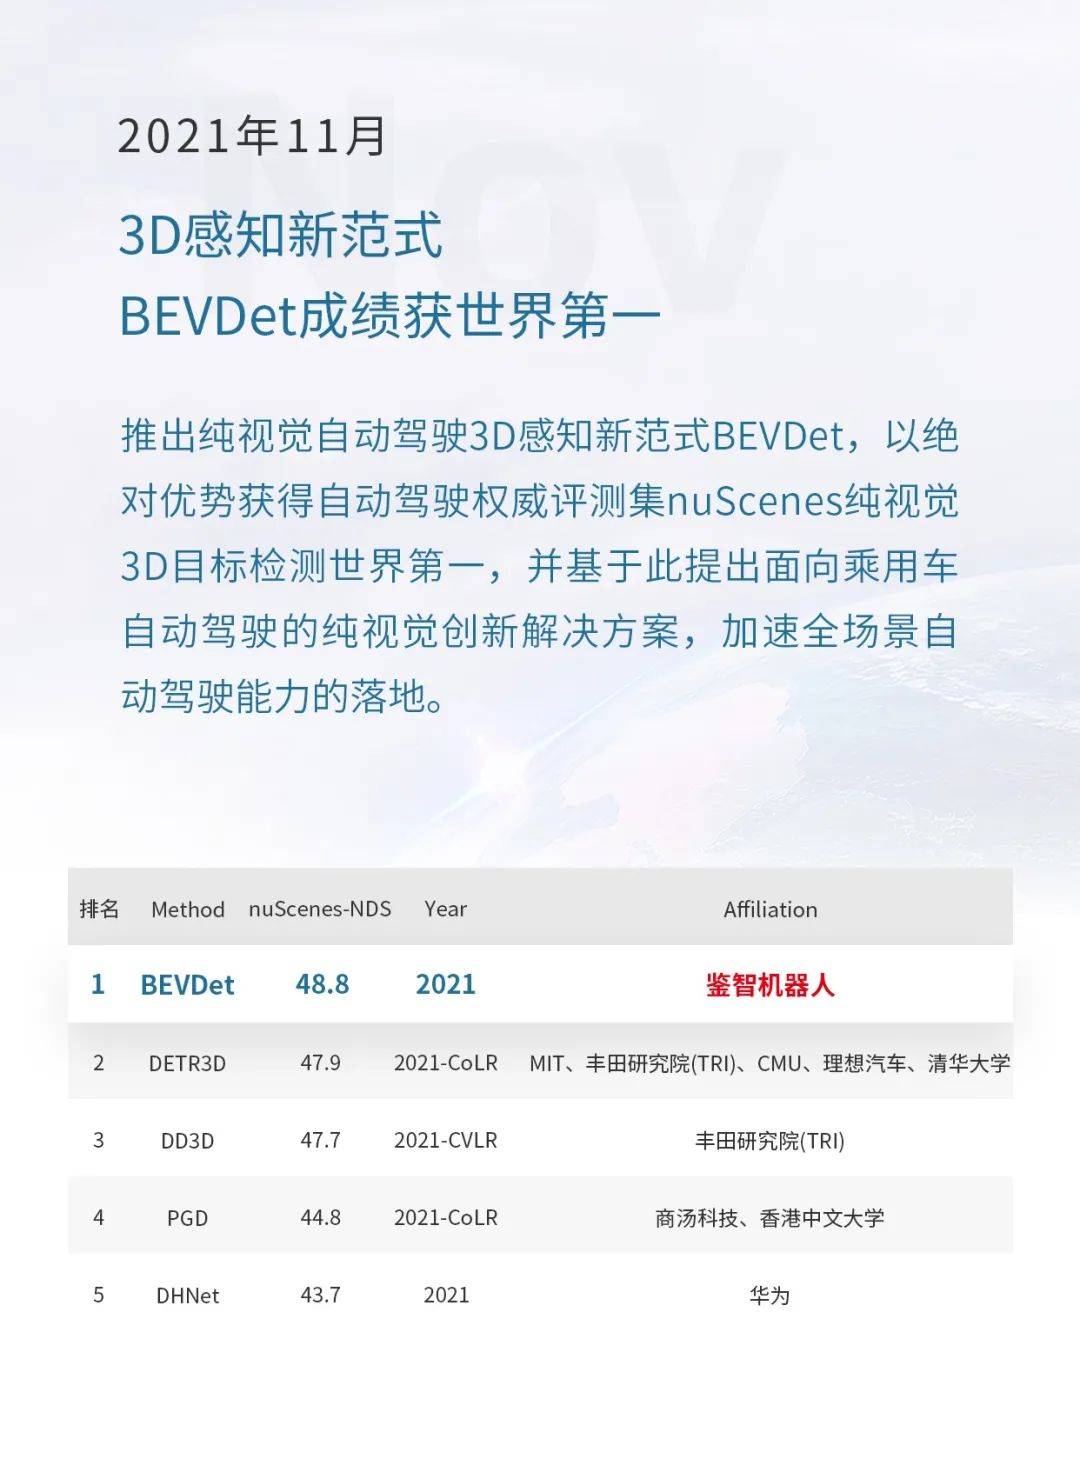 Nov
2021年11月
3D感知新范式
BEVDet成绩获世界第一
推出纯视觉自动驾驶3D感知新范式BEVDet，以绝
对优势获得自动驾驶权威评测集nuScenes纯视觉
3D目标检测世界第一，并基于此提出面向乘用车
自动驾驶的纯视觉创新解决方案，加速全场景自
动驾驶能力的落地。
排名 Method nuScenes-NDS Year Affiliation
1 BEVDet 48.8 2021 鉴智机器人
2 DETR3D 47.9 2021-CoLR MIT、丰田研究院(TRI)、CMU、理想汽车、清华大学
3 DD3D 47.7 2021-CVLR 丰田研究院(TRI)
4 PGD 44.8 2021-CoLR 商汤科技、香港中文大学
5 DHNet 43.7 2021 华为